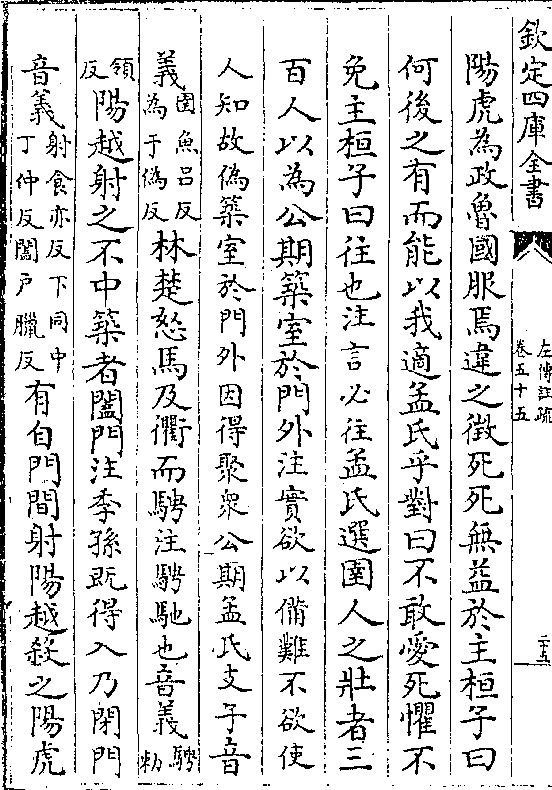 欽定四庫全書
左傳註疏
卷五十五
二十五
陽虎為政魯國服焉違之徵死死無益於主桓子曰
何後之有而能以我適孟氏乎對曰不敢愛死懼不
免主桓子曰往也注言必往孟氏選圉人之壯者三
百人以為公期築室於門外注實欲以備難不欲使
人知故偽築室於門外因得聚衆公期孟氏支子音
義圉魚呂反為于偽反林楚怒馬及衢而騁注騁馳也音義騁勑
領反陽越射之不中築者闔門注季孫既得入乃閉門
音義射食亦反下同中丁仲反闔戶臘反有自門間射陽越殺之陽虎